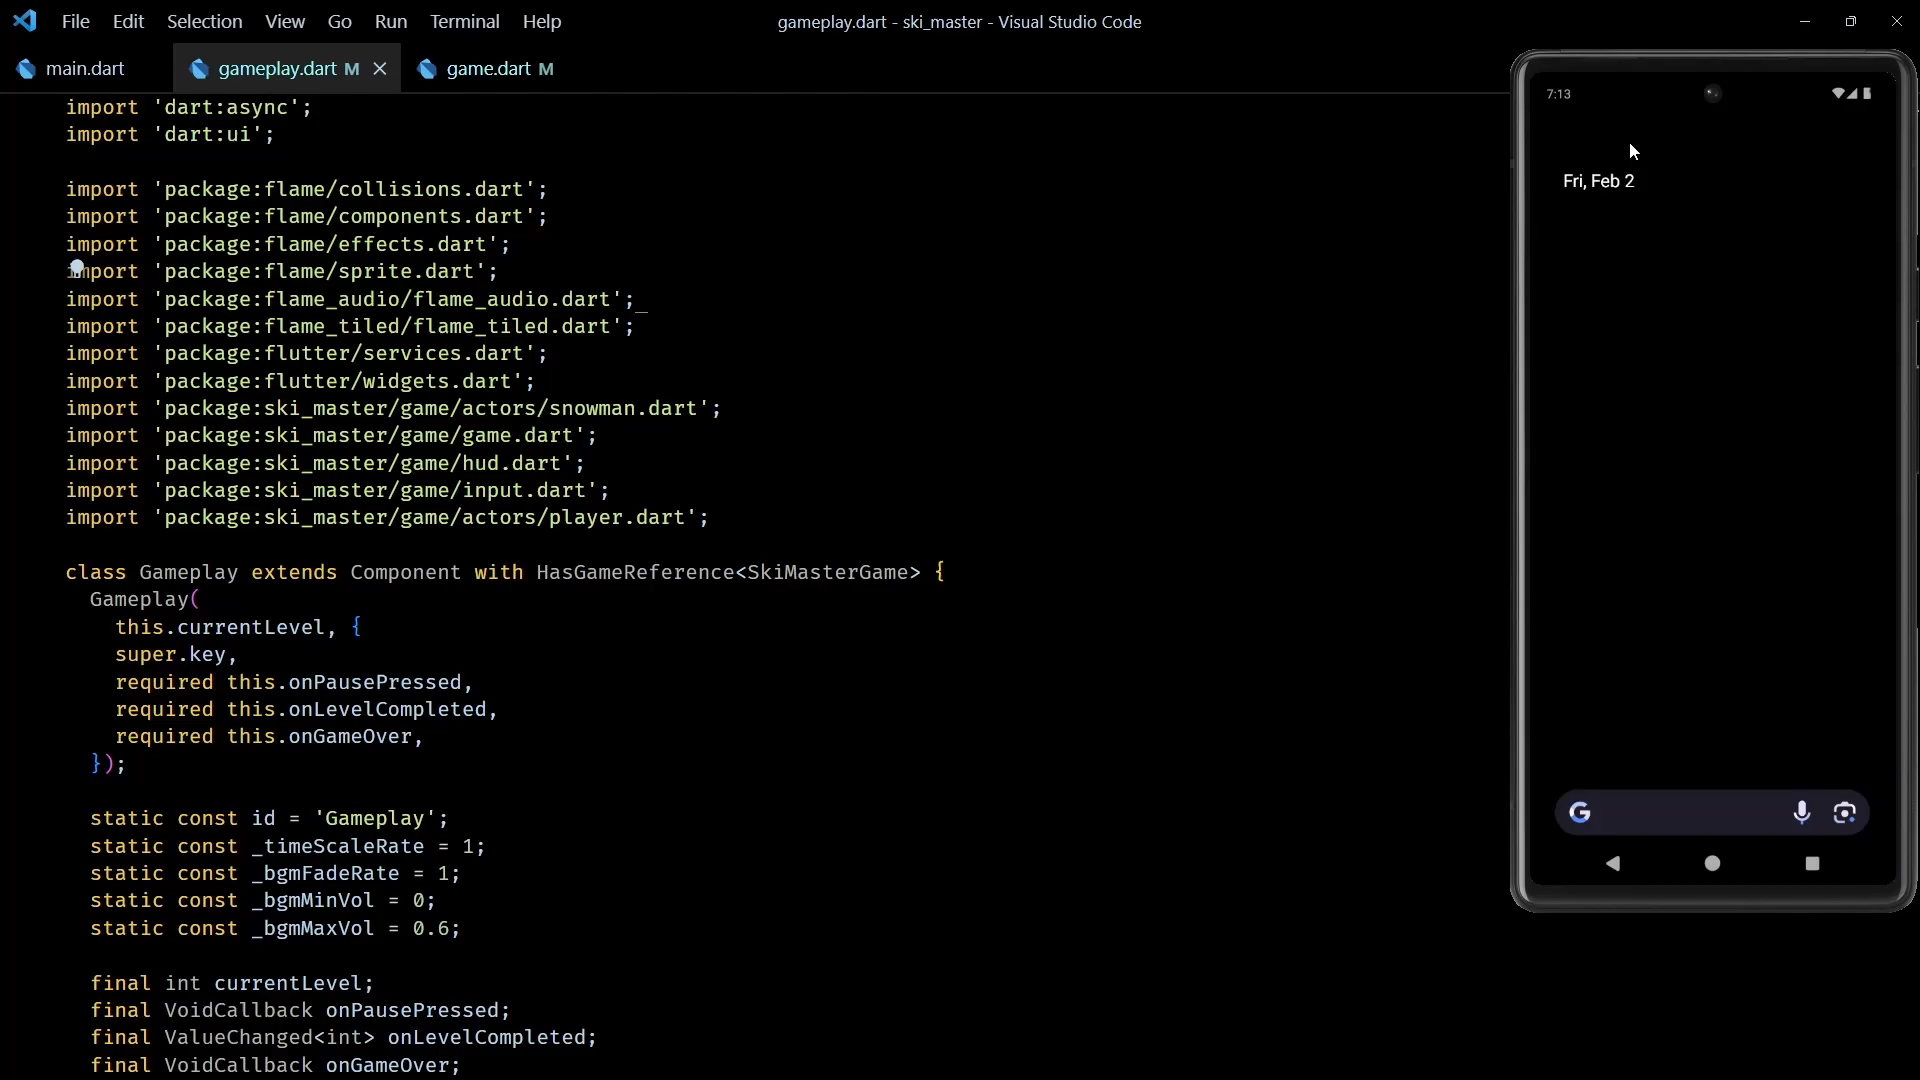 File Edit Selection View Go Run Terminal Help
gameplay.dart - ski_master - Visual Studio Code
main.dart
gameplay.dart M
game.dart M
import 'dart:async';
import 'dart:ui';
import 'package:flame/collisions.dart';
import 'package:flame/components.dart';
import 'package:flame/effects.dart';
import 'package:flame/sprite.dart';
import 'package:flame_audio/flame_audio.dart';
import 'package:flame_tiled/flame_tiled.dart';
import 'package:flutter/services.dart';
import 'package:flutter/widgets.dart';
import 'package:ski_master/game/actors/snowman.dart';
import 'package:ski_master/game/game.dart';
import 'package:ski_master/game/hud.dart';
import 'package:ski_master/game/input.dart';
import 'package:ski_master/game/actors/player.dart';
class Gameplay extends Component with HasGameReference<SkiMasterGame> {
Gameplay(
this.currentLevel, {
super.key,
required this.onPausePressed,
required this.onLevelCompleted,
required this.onGameOver,
});
static const id = 'Gameplay';
static const _timeScaleRate = 1;
static const _bgmFadeRate = 1;
static const _bgmMinVol = 0;
static const _bgmMaxVol = 0.6;
final int currentLevel;
final VoidCallback onPausePressed;
final ValueChanged<int> onLevelCompleted;
final VoidCallback onGameOver;
7:13
Fri, Feb 2
G